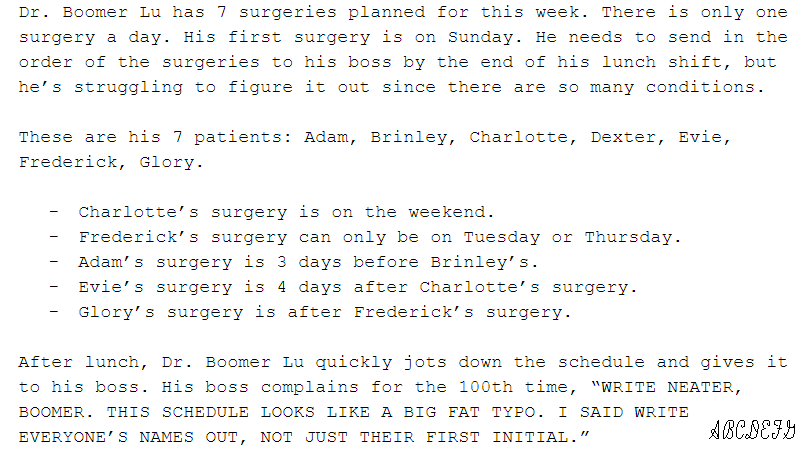 Dr. Boomer Lu has 7 surgeries planned for this week. There is only one
surgery a day. His first surgery is on Sunday. He needs to send in the
order of the surgeries to his boss by the end of his lunch shift, but
he’s struggling to figure it out since there are so many conditions.
These are his 7 patients: Adam, Brinley, Charlotte, Dexter, Evie,
Frederick, Glory.
- Charlotte’s surgery is on the weekend.
- Frederick’s surgery can only be on Tuesday or Thursday.
- Adam’s surgery is 3 days before Brinley’s.
- Evie’s surgery is 4 days after Charlotte’s surgery.
- Glory’s surgery is after Frederick’s surgery.
After lunch, Dr. Boomer Lu quickly jots down the schedule and gives it
to his boss. His boss complains for the 100th time, “WRITE NEATER,
BOOMER. THIS SCHEDULE LOOKS LIKE A BIG FAT TYPO. I SAID WRITE
EVERYONE’S NAMES OUT, NOT JUST THEIR FIRST INITIAL.”
ABCDEFG